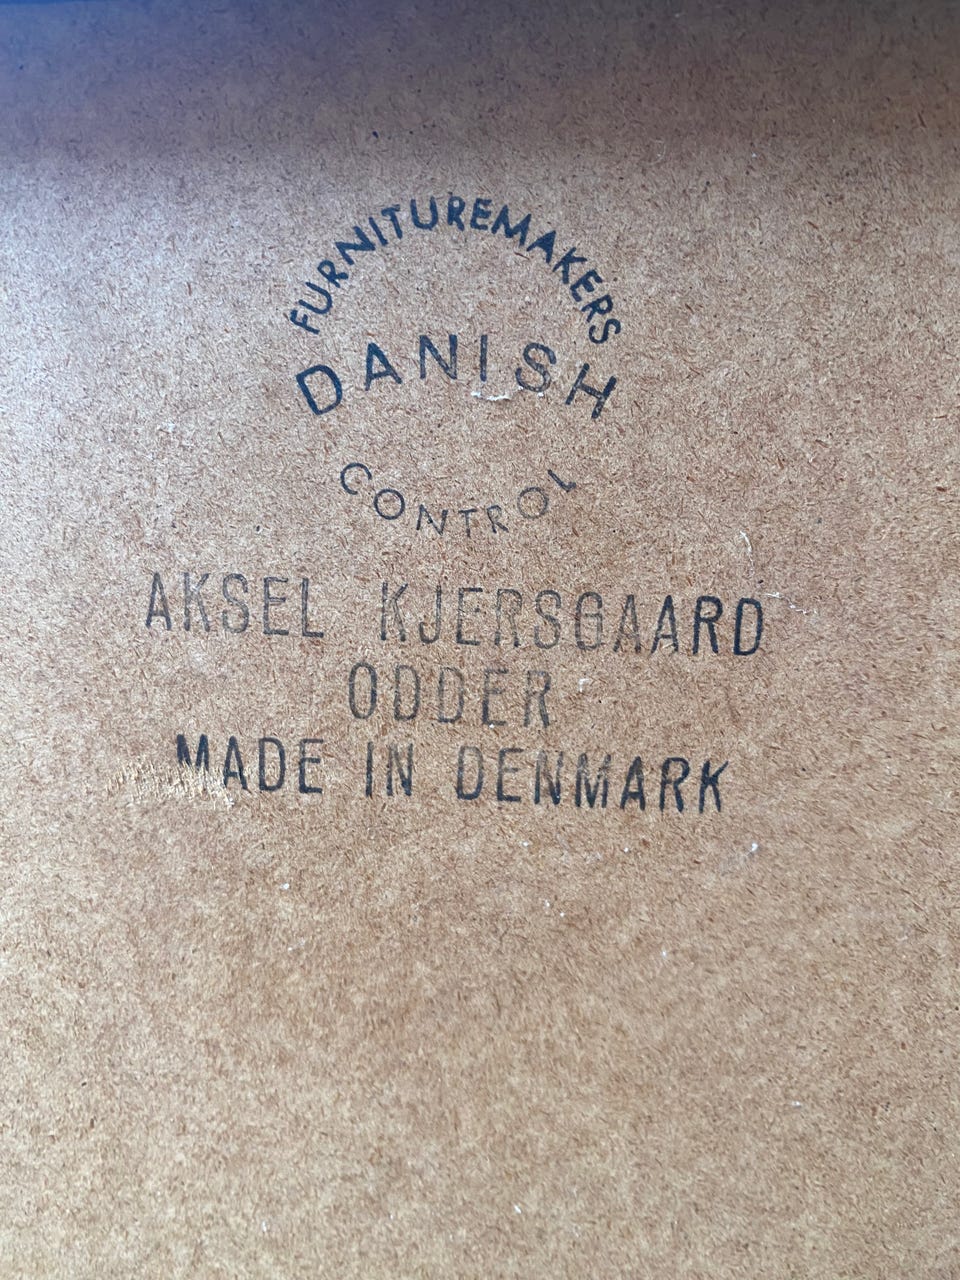 FURNITUREMAKERS
DANISH
CONTROL
AKSEL KJERSGAARD
ODDER
MADE IN DENMARK